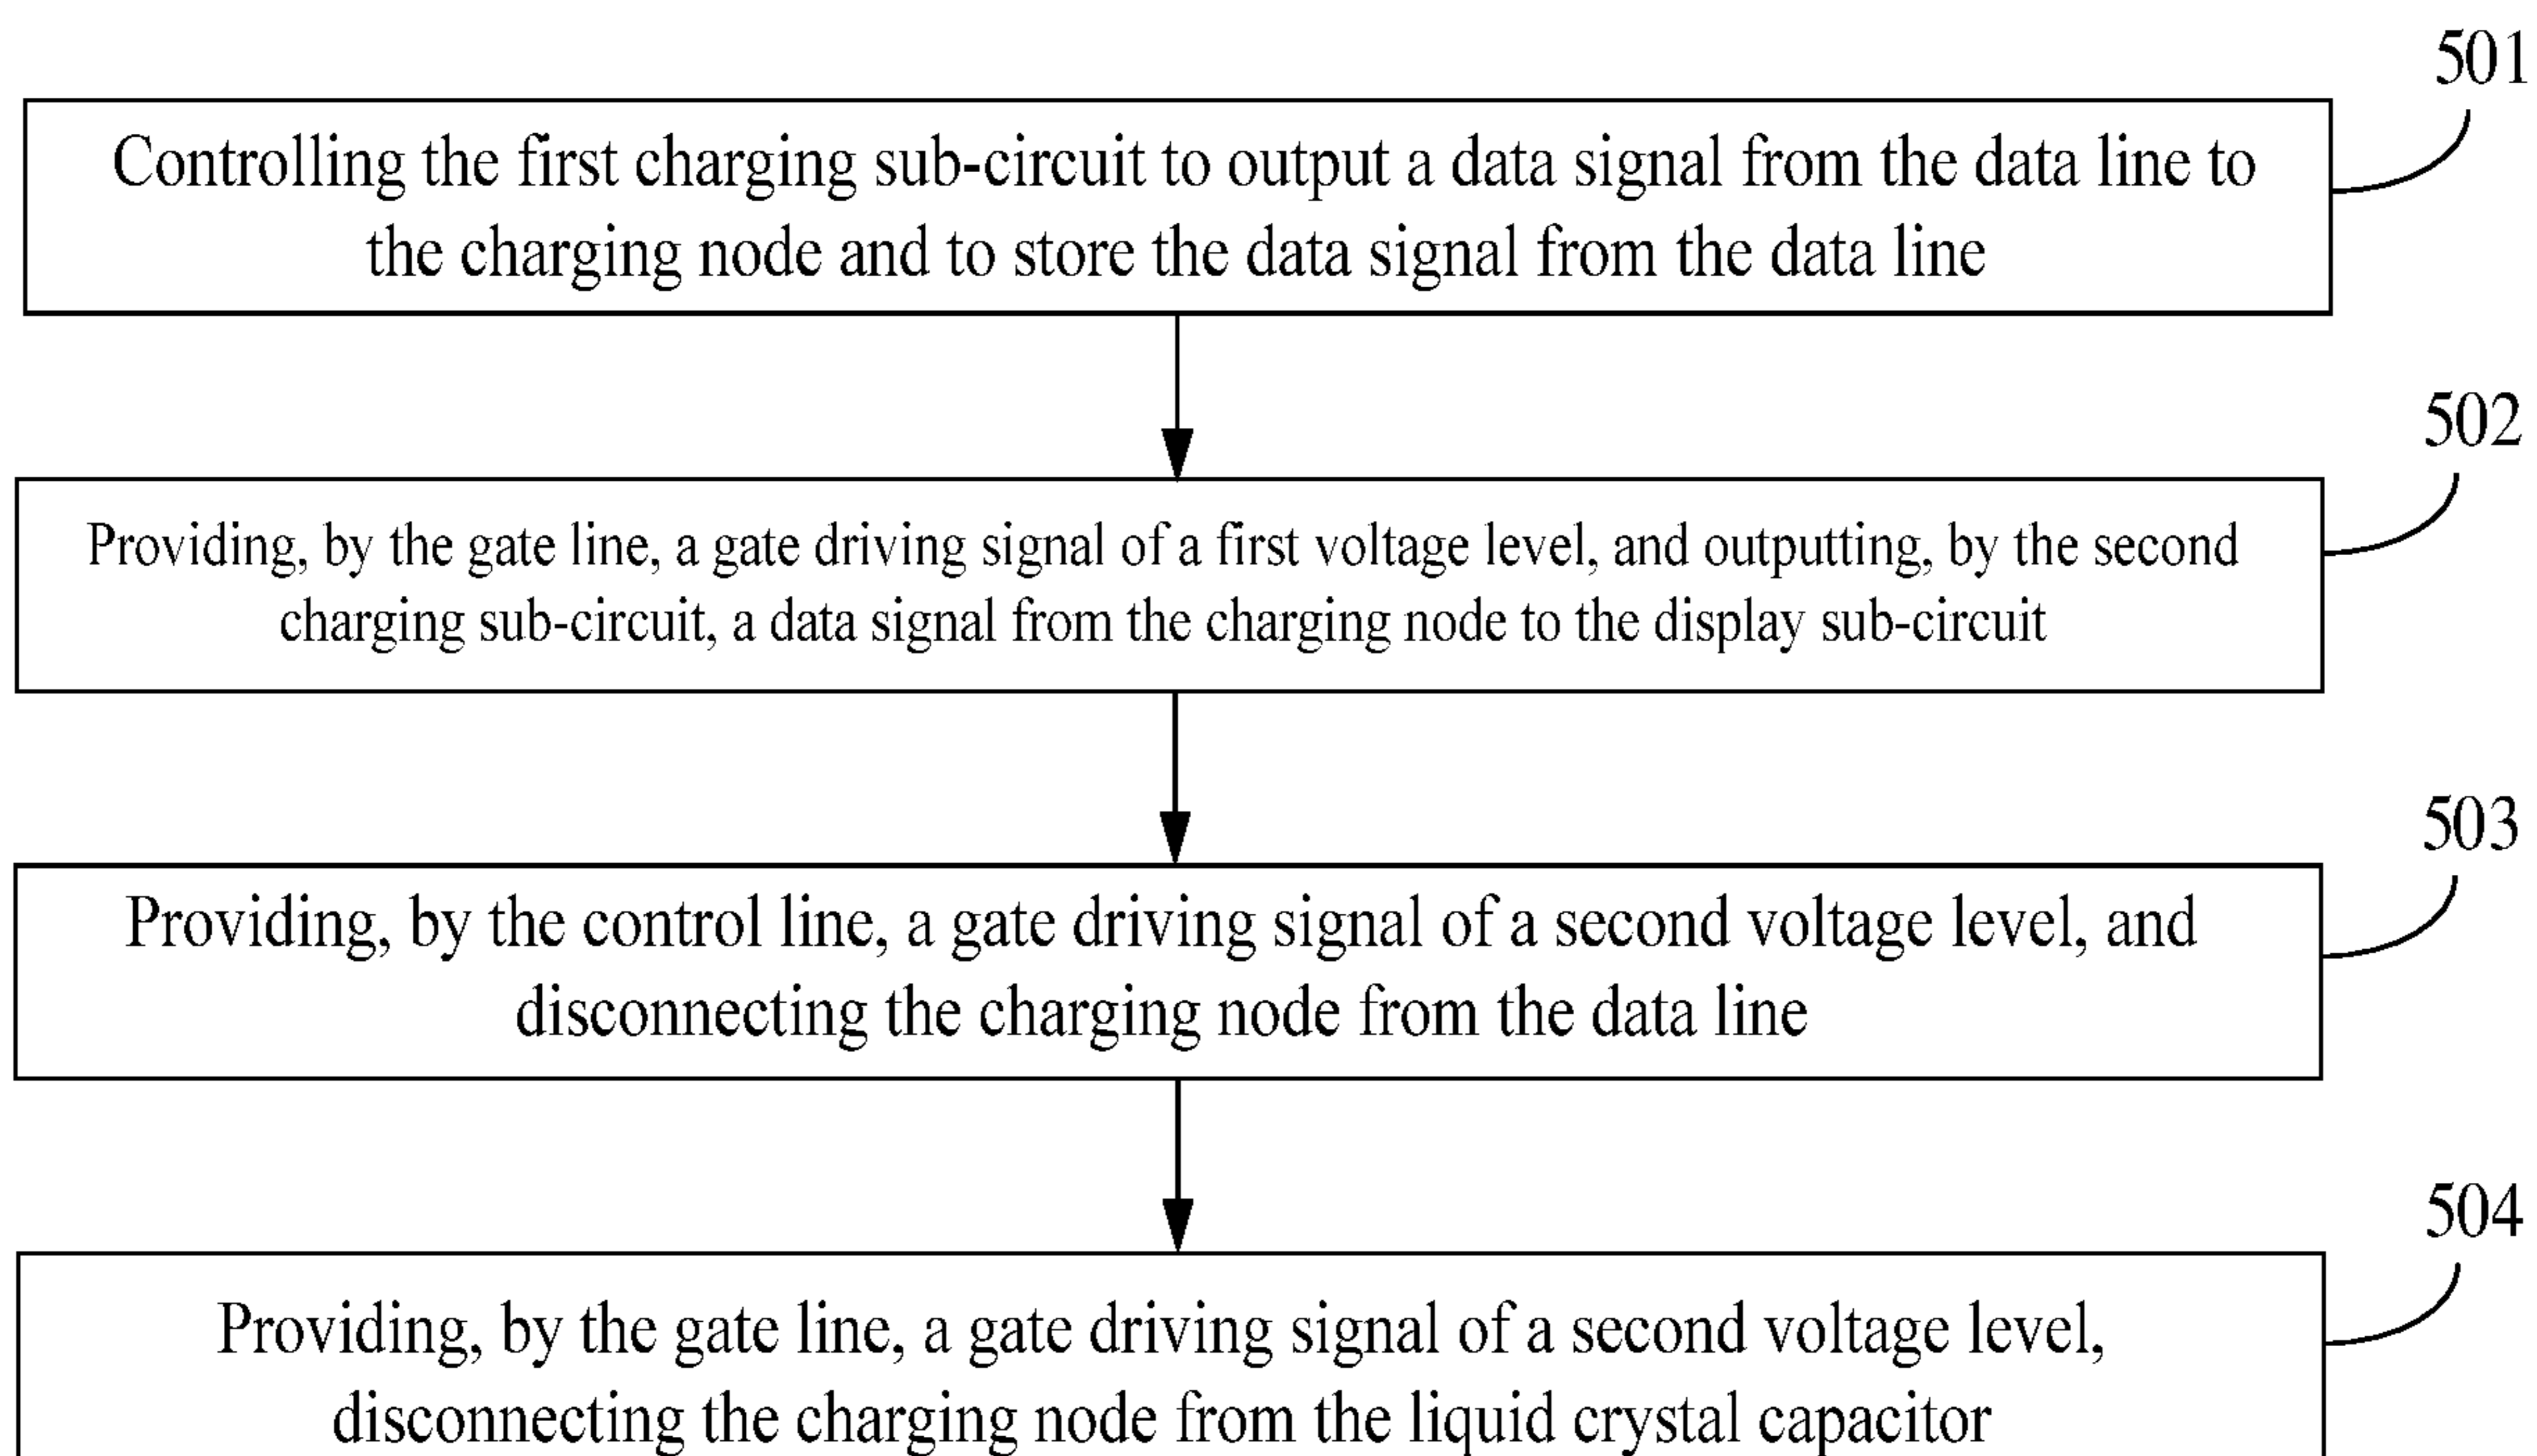 501
Controlling the first charging sub-circuit to output a data signal from the data line to
the charging node and to store the data signal from the data line
502
Providing, by the gate line, a gate driving signal of a first voltage level, and outputting, by the second
charging sub-circuit, a data signal from the charging node to the display sub-circuit
503
Providing, by the control line, a gate driving signal of a second voltage level, and
disconnecting the charging node from the data line
504
Providing, by the gate line, a gate driving signal of a second voltage level,
disconnecting the charging node from the liquid crystal capacitor